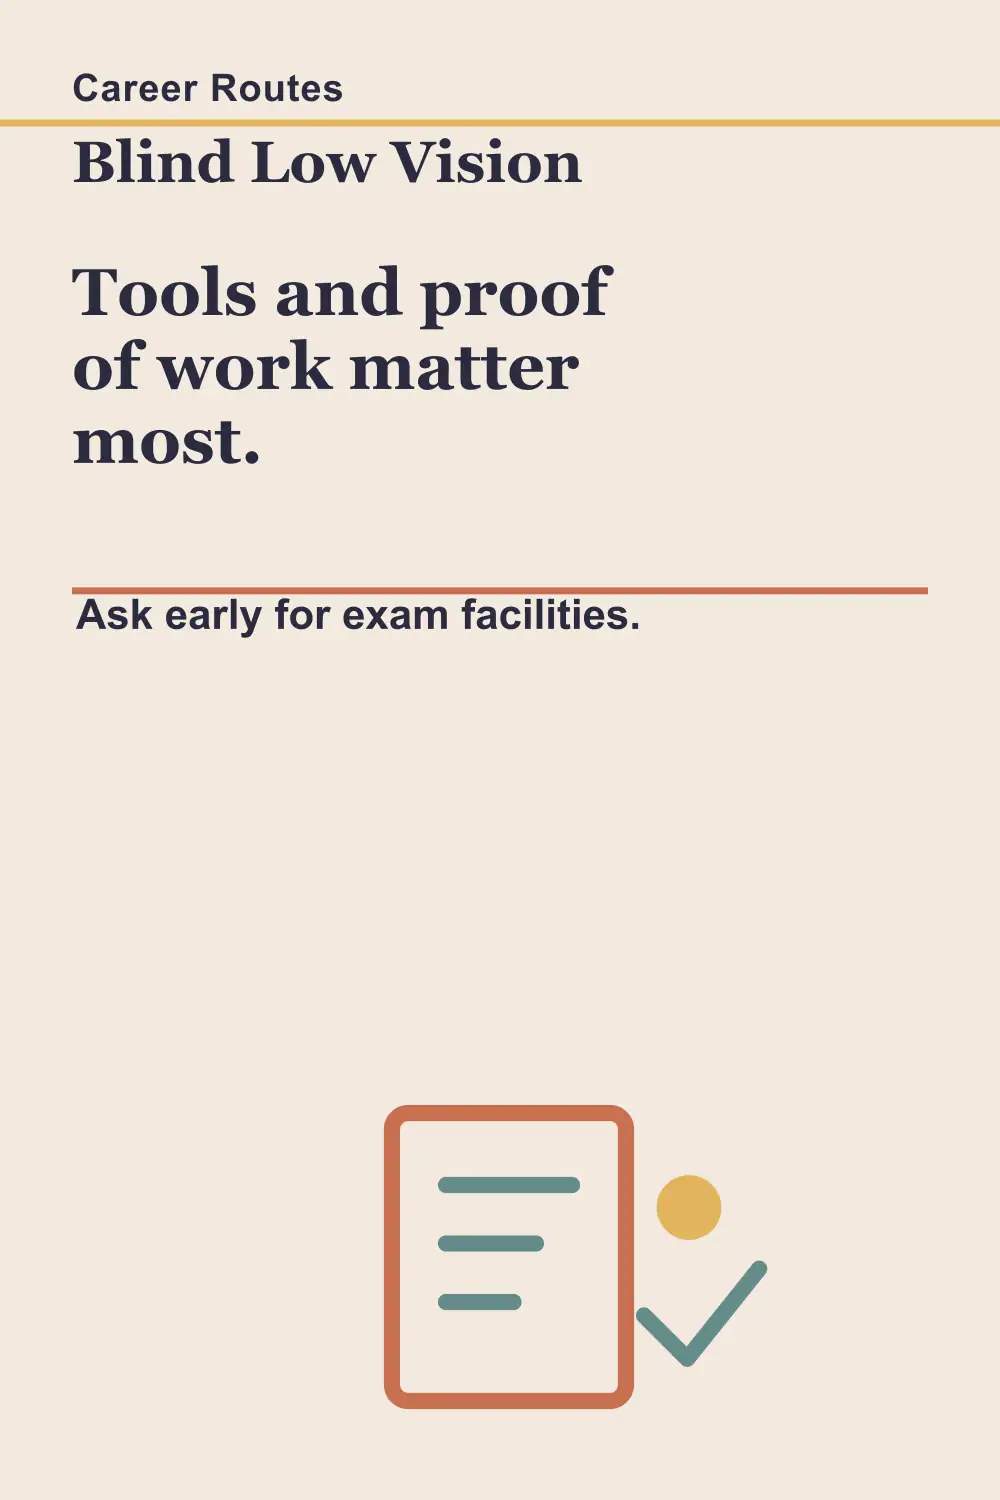 Career Routes
Blind Low Vision
Tools and proof
of work matter
most.
Ask early for exam facilities.